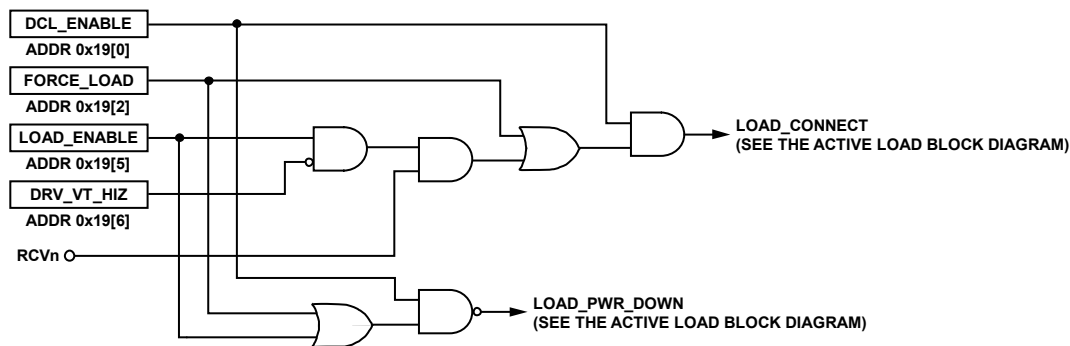 DCL_ENABLE
ADDR 0x19[0]
FORCE_LOAD
ADDR 0x19[2]
LOAD_ENABLE
ADDR 0x19[5]
DRV_VT_HIZ
ADDR 0x19[6]
RCVn
LOAD_CONNECT
(SEE THE ACTIVE LOAD BLOCK DIAGRAM)
LOAD_PWR_DOWN
(SEE THE ACTIVE LOAD BLOCK DIAGRAM)